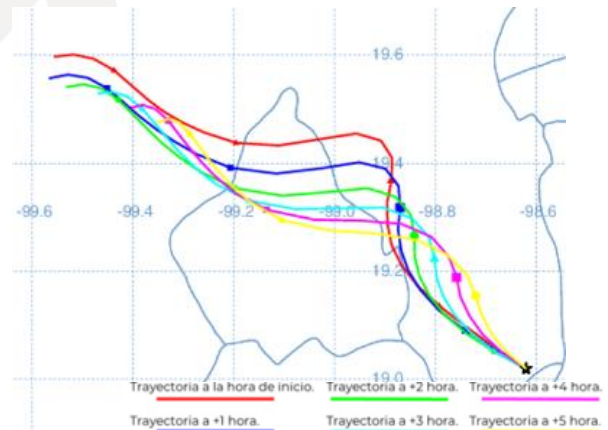 19.6
19.4
-99.6 -99.4 -99.2 -99.0 -98.8 -98.6
19.2
19.0
Trayectoria a la hora de inicio. Trayectoria a +2 hora. Trayectoria a +4 hora.
Trayectoria a +1 hora. Trayectoria a +3 hora. Trayectoria a +5 hora.